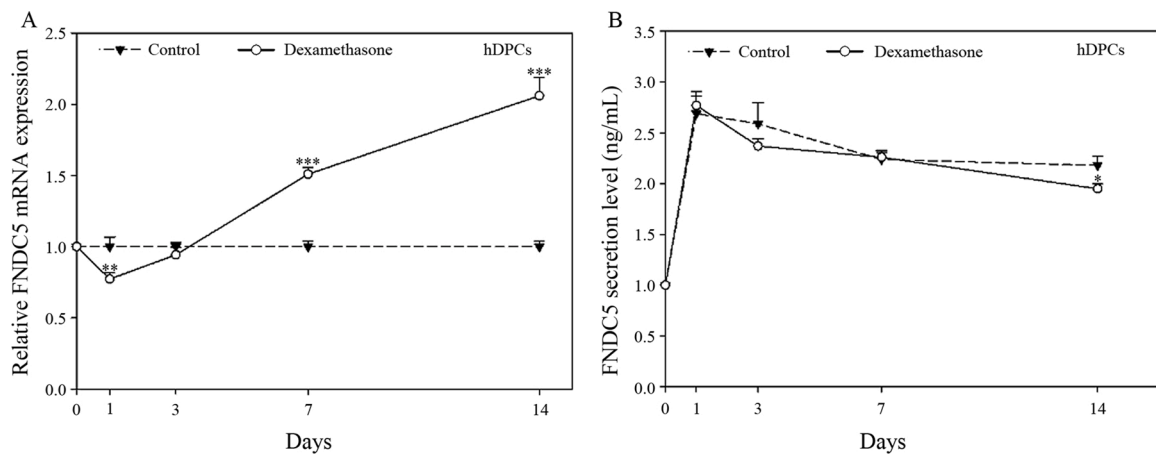 A
Relative FNDC5 mRNA expression
2.5
2.0
1.5
1.0
0.5
0.0
Control
Dexamethasone
hDPCs
**
***
***
0
1
3
7
14
Days
B
FNDC5 secretion level (ng/mL)
3.5
3.0
2.5
2.0
1.5
1.0
0.5
0.0
Control
Dexamethasone
hDPCs
*
0
1
3
7
14
Days